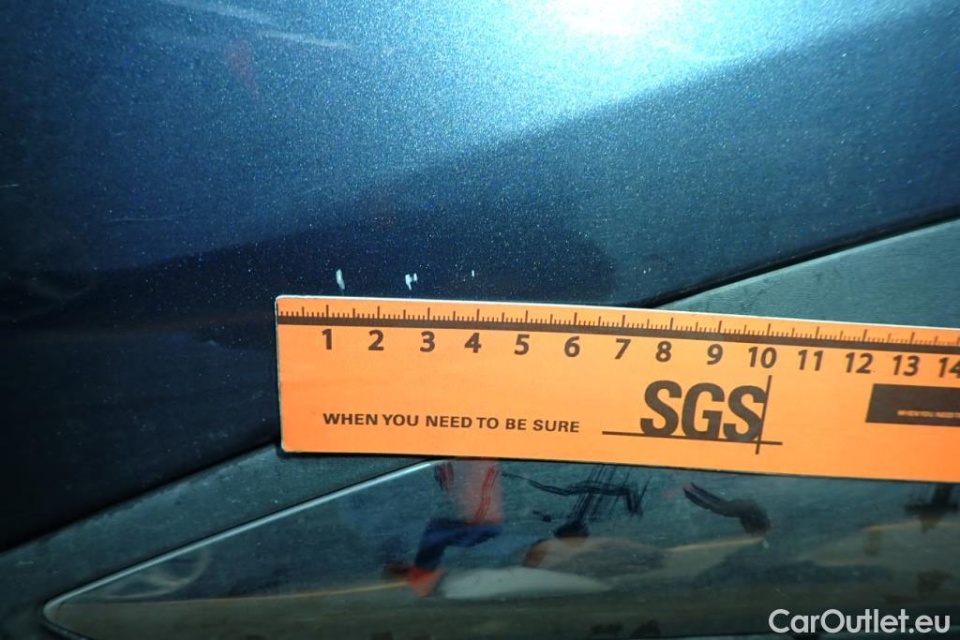 1 2 3 4 5 6 7 8 9 10 11 12 13 14
WHEN YOU NEED TO BE SURE
SGS
CarOutlet.eu